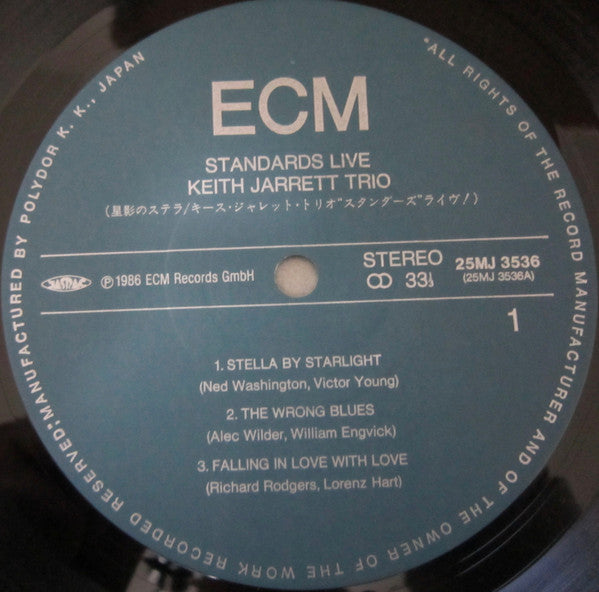 ECM
STANDARDS LIVE
KEITH JARRETT TRIO
(星影のステラ/キース・ジャレット・トリオ"スタンダーズ"ライヴ!)
JASRAC
Ⓟ 1986 ECM Records GmbH
STEREO
33⅓
25MJ 3536
(25MJ 3536A)
1
1. STELLA BY STARLIGHT
(Ned Washington, Victor Young)
2. THE WRONG BLUES
(Alec Wilder, William Engvick)
3. FALLING IN LOVE WITH LOVE
(Richard Rodgers, Lorenz Hart)
"ALL RIGHTS OF THE RECORD MANUFACTURER AND OF THE OWNER OF THE WORK RECORDED RESERVED; MANUFACTURED BY POLYDOR K. K., JAPAN